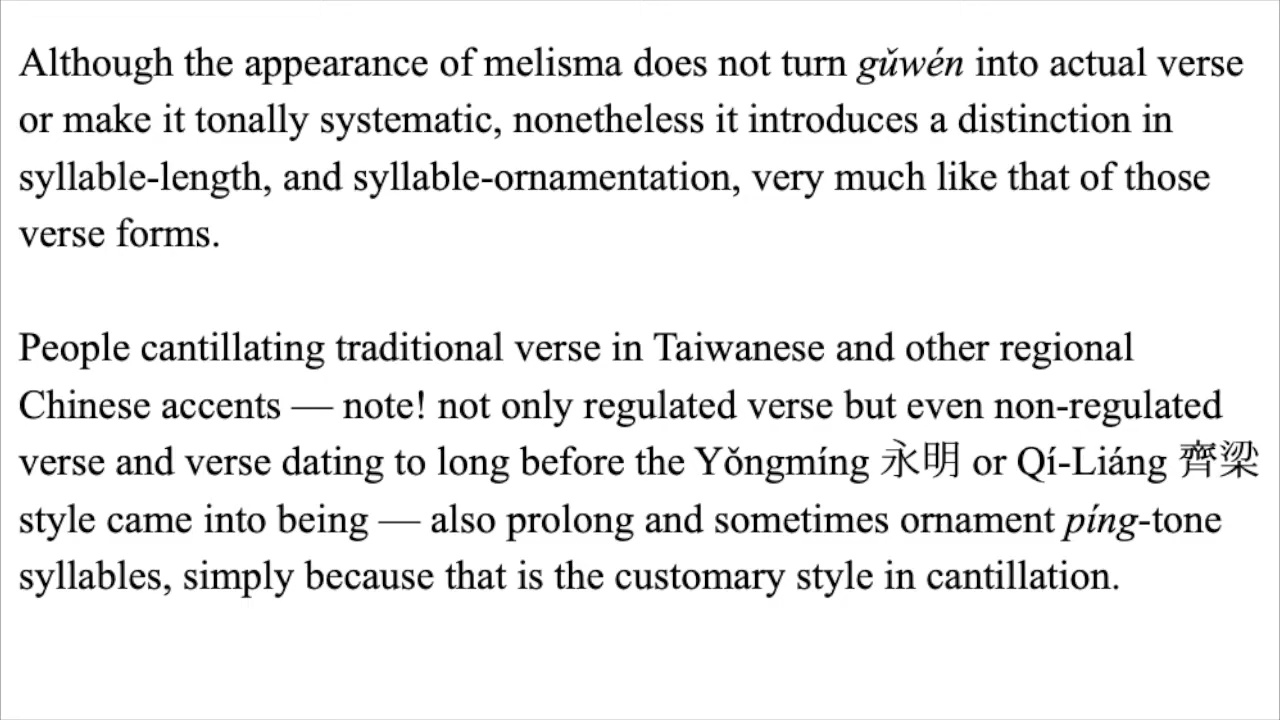 Although the appearance of melisma does not turn gǔwén into actual verse
or make it tonally systematic, nonetheless it introduces a distinction in
syllable-length, and syllable-ornamentation, very much like that of those
verse forms.
People cantillating traditional verse in Taiwanese and other regional
Chinese accents — note! not only regulated verse but even non-regulated
verse and verse dating to long before the Yǒngmíng 永明 or Qí-Liáng 齊梁
style came into being — also prolong and sometimes ornament píng-tone
syllables, simply because that is the customary style in cantillation.